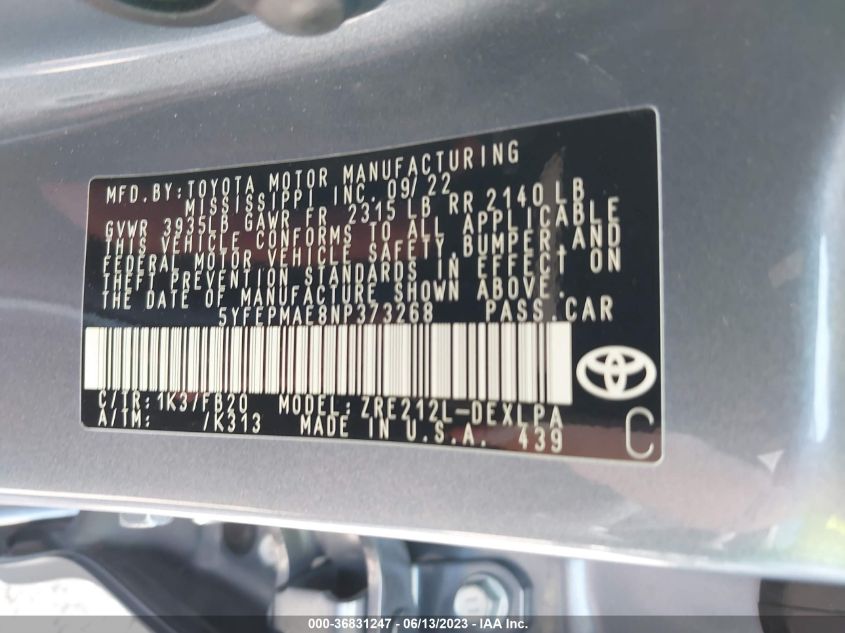 MFD.BY:TOYOTA MOTOR MANUFACTURING
MISSISSIPPI INC. 09/22
GVWR 3935LB GAWR FR 2315 LB RR 2140 LB
THIS VEHICLE CONFORMS TO ALL APPLICABLE
FEDERAL MOTOR VEHICLE SAFETY,BUMPER,AND
THEFT PREVENTION STANDARDS IN EFFECT ON
THE DATE OF MANUFACTURE SHOWN ABOVE.
5YFEPMAE8NP373268 PASS.CAR
C/TR: 1K3/FB20 MODEL: ZRE212L-DEXLPA
A/TM: /K313 MADE IN U.S.A. 439
C
000-36831247 - 06/13/2023 - IAA Inc.